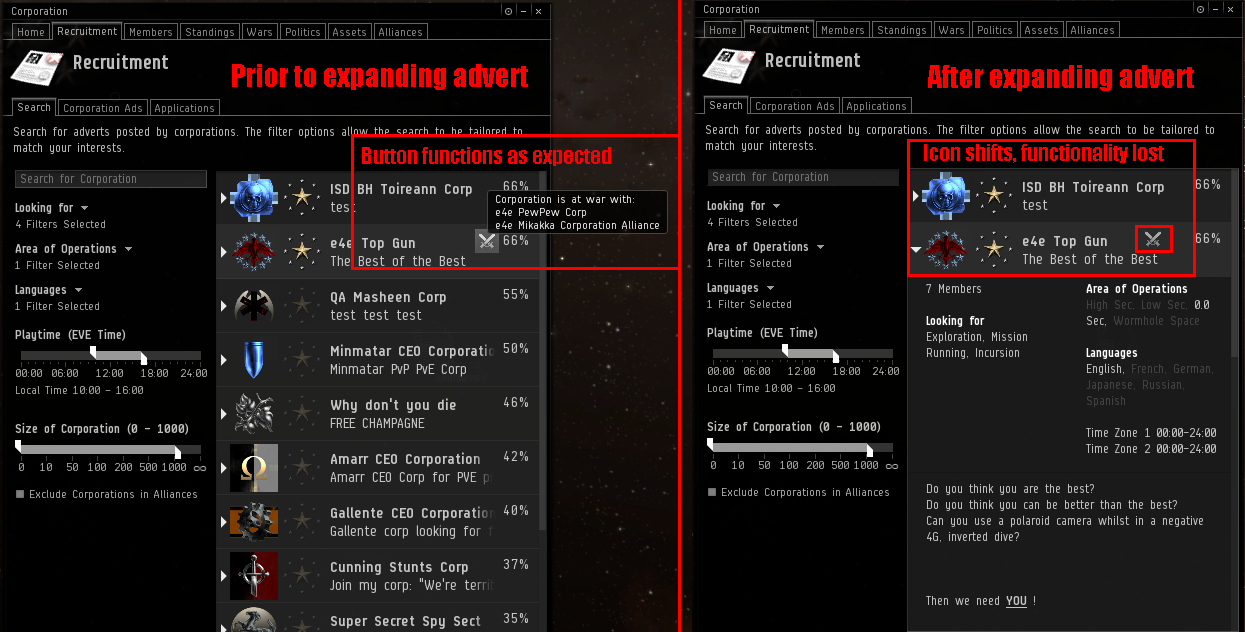 Corporation
Home Recruitment Members Standings Wars Politics Assets Alliances
Recruitment
Prior to expanding advert
Search Corporation Ads Applications
Search for adverts posted by corporations. The filter options allow the search to be tailored to
match your interests.
Button functions as expected
Search for Corporation
Looking for
4 Filters Selected
Area of Operations
1 Filter Selected
Languages
1 Filter Selected
Playtime (EVE Time)
00:00 06:00 12:00 18:00 24:00
Local Time 10:00 - 16:00
Size of Corporation (0 - 1000)
0 10 50 100 200 500 1000 ∞
Exclude Corporations in Alliances
ISD BH Toireann Corp 66%
test
Corporation is at war with:
e4e PewPew Corp
e4e Mikakka Corporation Alliance
e4e Top Gun 66%
The Best of the Best
QA Masheen Corp 55%
test test test
Minmatar CEO Corporatio 50%
Minmatar PvP PvE Corp
Why don't you die 46%
FREE CHAMPAGNE
Amarr CEO Corporation 42%
Amarr CEO Corp for PVE p
Gallente CEO Corporation 40%
Gallente corp looking for f
Cunning Stunts Corp 37%
Join my corp: "We're terri
Super Secret Spy Sect 35%
Corporation
Home Recruitment Members Standings Wars Politics Assets Alliances
Recruitment
After expanding advert
Search Corporation Ads Applications
Search for adverts posted by corporations. The filter options allow the search to be tailored to
match your interests.
Icon shifts, functionality lost
Search for Corporation
Looking for
4 Filters Selected
Area of Operations
1 Filter Selected
Languages
1 Filter Selected
Playtime (EVE Time)
00:00 06:00 12:00 18:00 24:00
Local Time 10:00 - 16:00
Size of Corporation (0 - 1000)
0 10 50 100 200 500 1000 ∞
Exclude Corporations in Alliances
ISD BH Toireann Corp 66%
test
e4e Top Gun 66%
The Best of the Best
7 Members
Looking for
Exploration, Mission
Running, Incursion
Area of Operations
High Sec, Low Sec, 0.0
Sec, Wormhole Space
Languages
English, French, German,
Japanese, Russian,
Spanish
Time Zone 1 00:00-24:00
Time Zone 2 00:00-24:00
Do you think you are the best?
Do you think you can be better than the best?
Can you use a polaroid camera whilst in a negative
4G, inverted dive?
Then we need YOU !